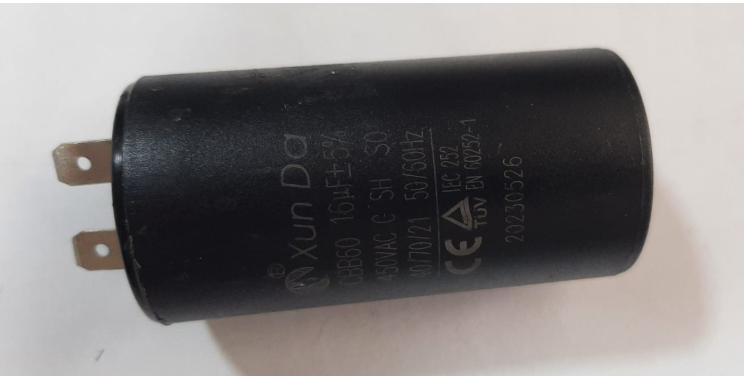 ® Xun Da
CBB60 16µF±5%
450VAC C SH S0
40/70/21 50/60Hz
CE TUV IEC 252
EN 60252-1
20230526